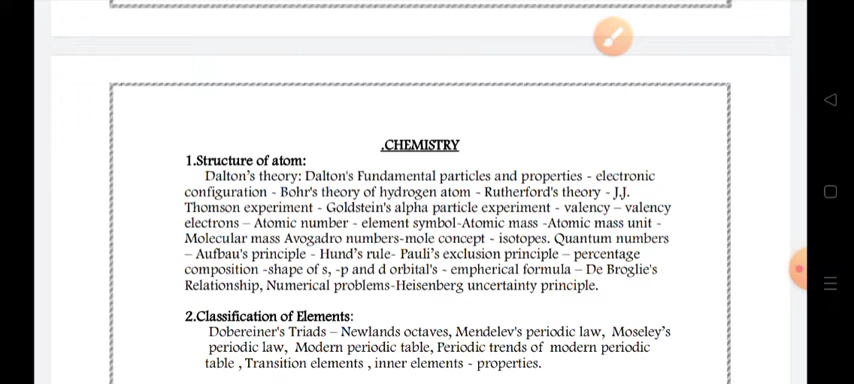 .CHEMISTRY
1.Structure of atom:
Dalton's theory: Dalton's Fundamental particles and properties - electronic
configuration - Bohr's theory of hydrogen atom - Rutherford's theory - J.J.
Thomson experiment - Goldstein's alpha particle experiment - valency – valency
electrons – Atomic number - element symbol-Atomic mass -Atomic mass unit -
Molecular mass Avogadro numbers-mole concept - isotopes. Quantum numbers
– Aufbau's principle - Hund's rule- Pauli's exclusion principle – percentage
composition -shape of s, -p and d orbital's - empherical formula – De Broglie's
Relationship, Numerical problems-Heisenberg uncertainty principle.
2.Classification of Elements:
Dobereiner's Triads – Newlands octaves, Mendelev's periodic law, Moseley's
periodic law, Modern periodic table, Periodic trends of modern periodic
table , Transition elements , inner elements - properties.